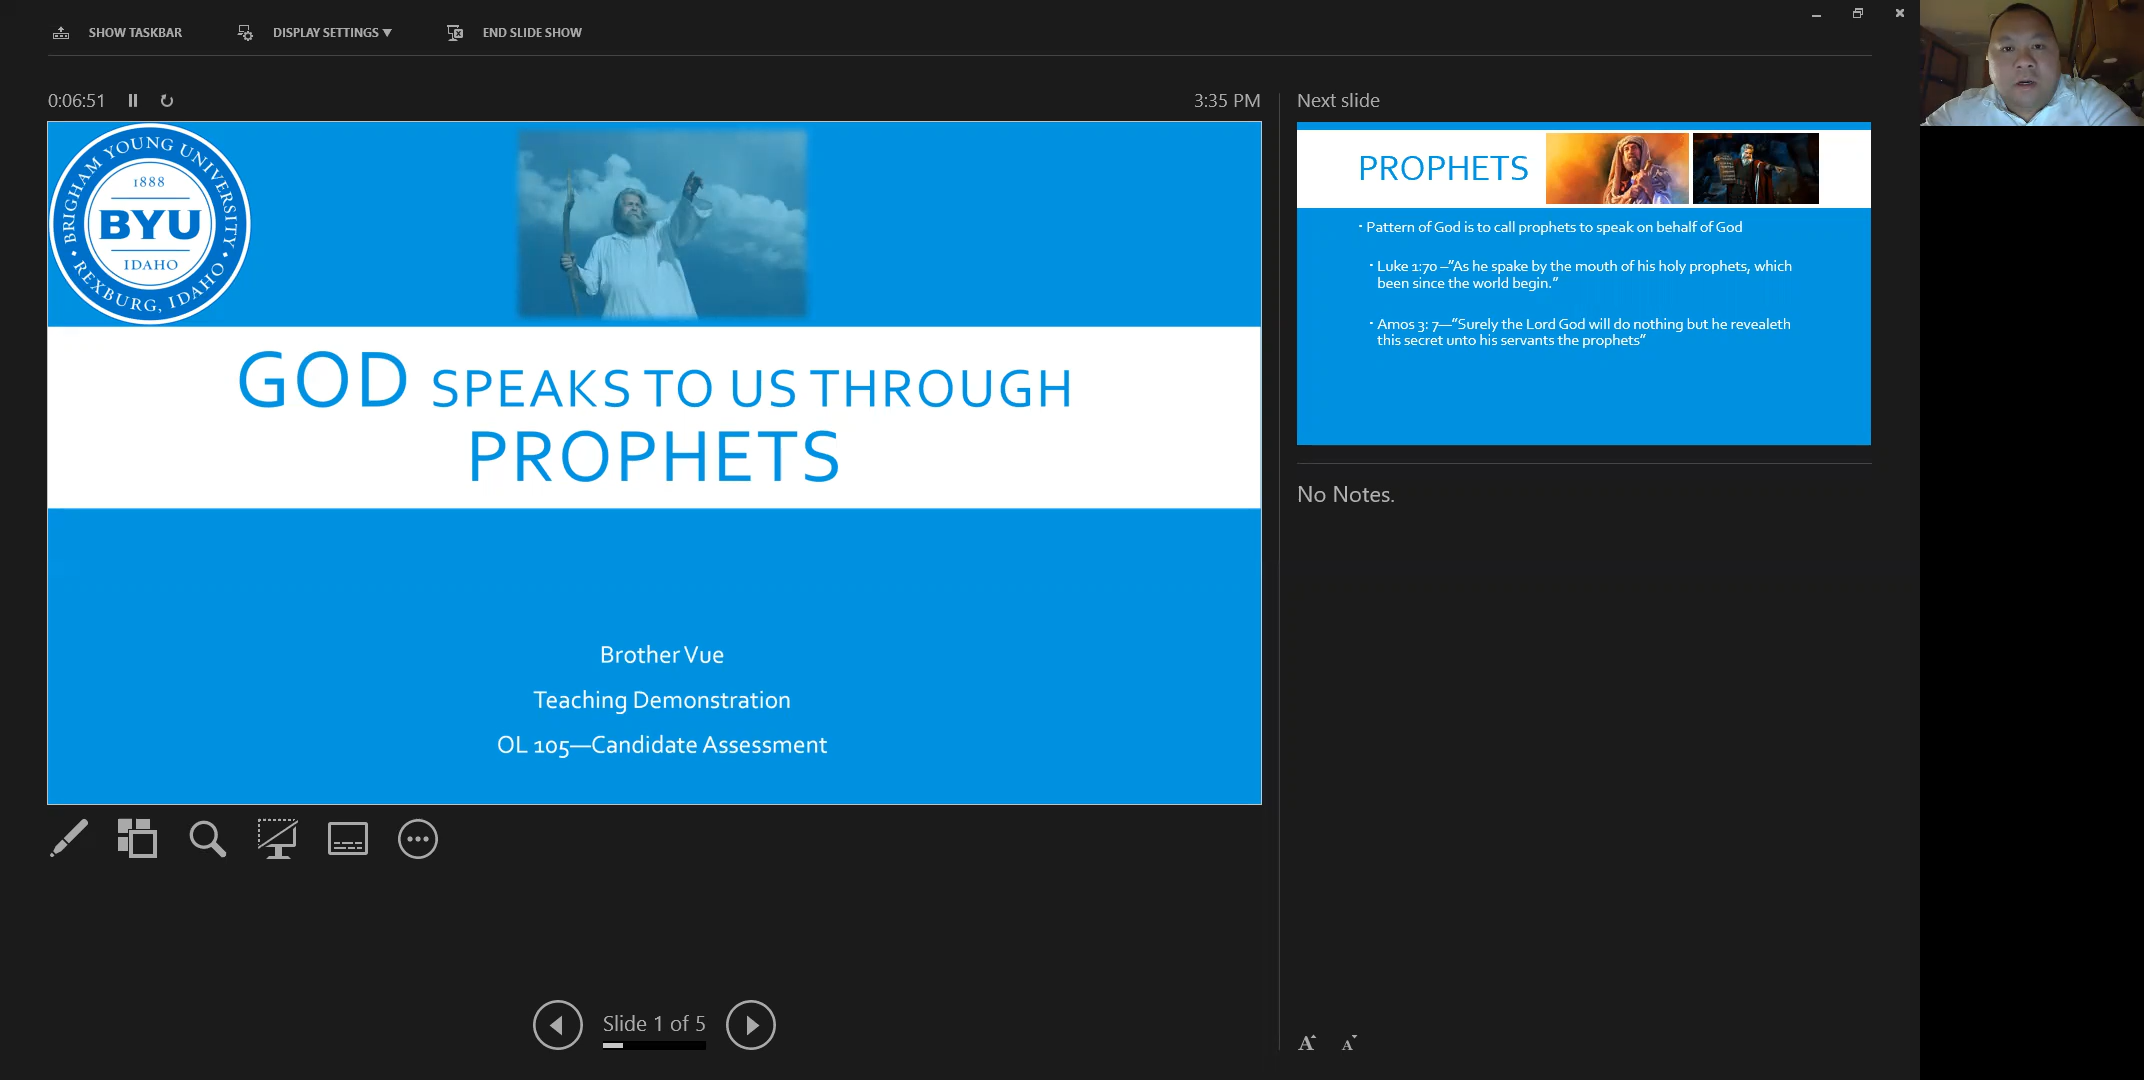 SHOW TASKBAR
DISPLAY SETTINGS ▼
END SLIDE SHOW
0:06:51
3:35 PM
BRIGHAM YOUNG UNIVERSITY
1888
BYU
IDAHO
REXBURG, IDAHO
GOD SPEAKS TO US THROUGH
PROPHETS
Brother Vue
Teaching Demonstration
OL 105—Candidate Assessment
Slide 1 of 5
Next slide
PROPHETS
· Pattern of God is to call prophets to speak on behalf of God
· Luke 1:70 –"As he spake by the mouth of his holy prophets, which
been since the world begin."
· Amos 3: 7—"Surely the Lord God will do nothing but he revealeth
this secret unto his servants the prophets"
No Notes.
A A